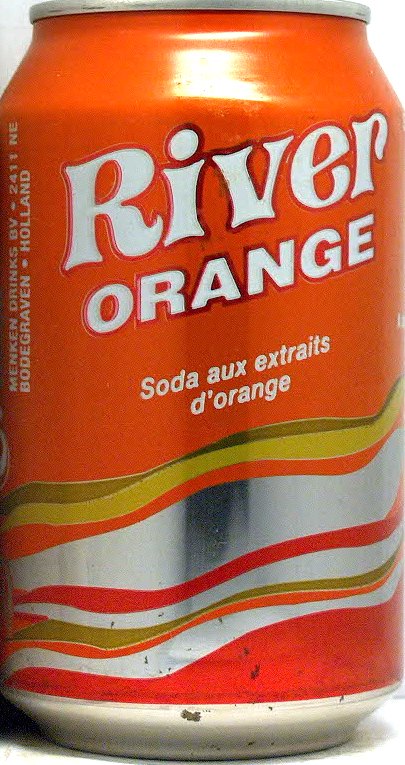 River
ORANGE
Soda aux extraits
d'orange
MENKEN DRINKS BV • 2411 NE
BODEGRAVEN • HOLLAND